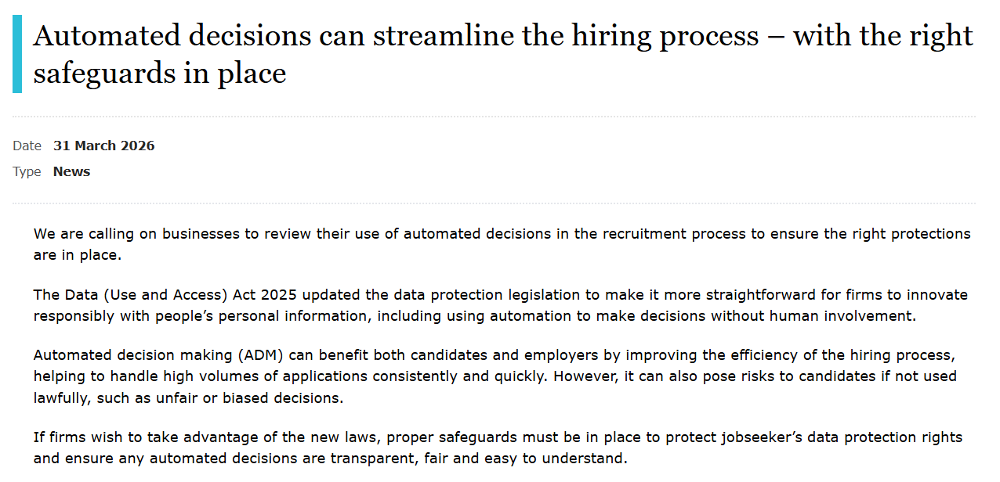 Automated decisions can streamline the hiring process – with the right
safeguards in place
Date 31 March 2026
Type News
We are calling on businesses to review their use of automated decisions in the recruitment process to ensure the right protections
are in place.
The Data (Use and Access) Act 2025 updated the data protection legislation to make it more straightforward for firms to innovate
responsibly with people’s personal information, including using automation to make decisions without human involvement.
Automated decision making (ADM) can benefit both candidates and employers by improving the efficiency of the hiring process,
helping to handle high volumes of applications consistently and quickly. However, it can also pose risks to candidates if not used
lawfully, such as unfair or biased decisions.
If firms wish to take advantage of the new laws, proper safeguards must be in place to protect jobseeker’s data protection rights
and ensure any automated decisions are transparent, fair and easy to understand.